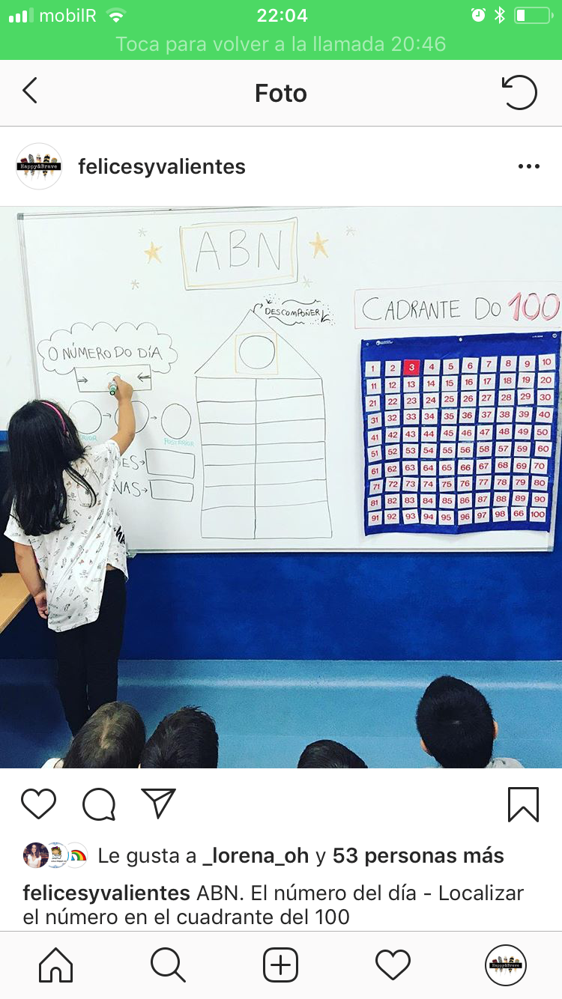 mobilR 22:04
Toca para volver a la llamada 20:46
Foto
Happy&Brave felicesyvalientes
ABN
DESCOMPOÑER
CADRANTE DO 100
O NÚMERO DO DÍA
POSTERIOR
1 2 3 4 5 6 7 8 9 10
11 12 13 14 15 16 17 18 19 20
21 22 23 24 25 26 27 28 29 30
31 32 33 34 35 36 37 38 39 40
41 42 43 44 45 46 47 48 49 50
51 52 53 54 55 56 57 58 59 60
61 62 63 64 65 66 67 68 69 70
71 72 73 74 75 76 77 78 79 80
81 82 83 84 85 86 87 88 89 90
91 92 93 94 95 96 97 98 66 100
Le gusta a _lorena_oh y 53 personas más
felicesyvalientes ABN. El número del día - Localizar
el número en el cuadrante del 100